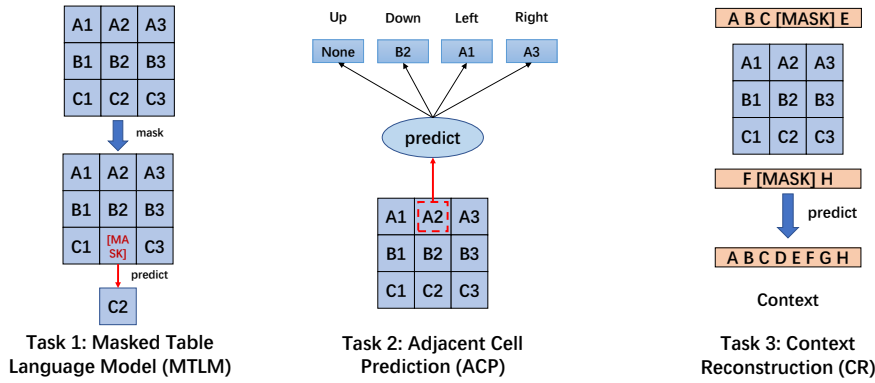 A1 A2 A3
B1 B2 B3
C1 C2 C3
mask
A1 A2 A3
B1 B2 B3
C1 [MA
SK] C3
predict
C2
Task 1: Masked Table
Language Model (MTLM)
Up Down Left Right
None B2 A1 A3
predict
A1 A2 A3
B1 B2 B3
C1 C2 C3
Task 2: Adjacent Cell
Prediction (ACP)
A B C [MASK] E
A1 A2 A3
B1 B2 B3
C1 C2 C3
F [MASK] H
predict
A B C D E F G H
Context
Task 3: Context
Reconstruction (CR)